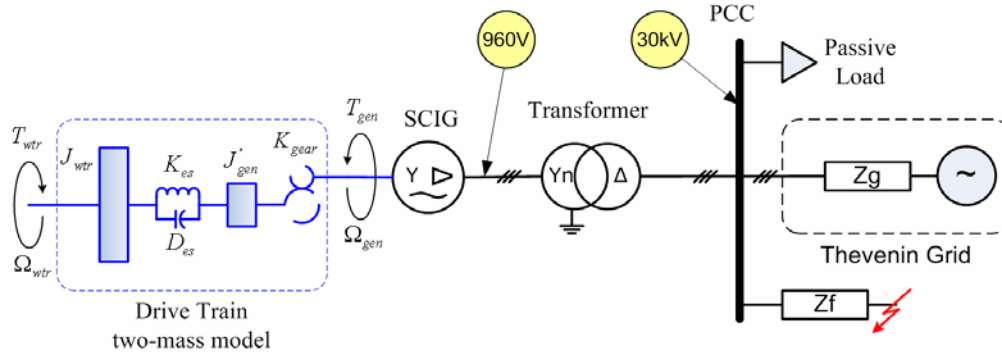 PCC
960V
30kV
Passive
Load
Transformer
SCIG
T_gen
K_gear
T_wtr
J_wtr
K_es
J'_gen
Y
Yn
Δ
Zg
~
D_es
Ω_wtr
Ω_gen
Thevenin Grid
Drive Train
two-mass model
Zf